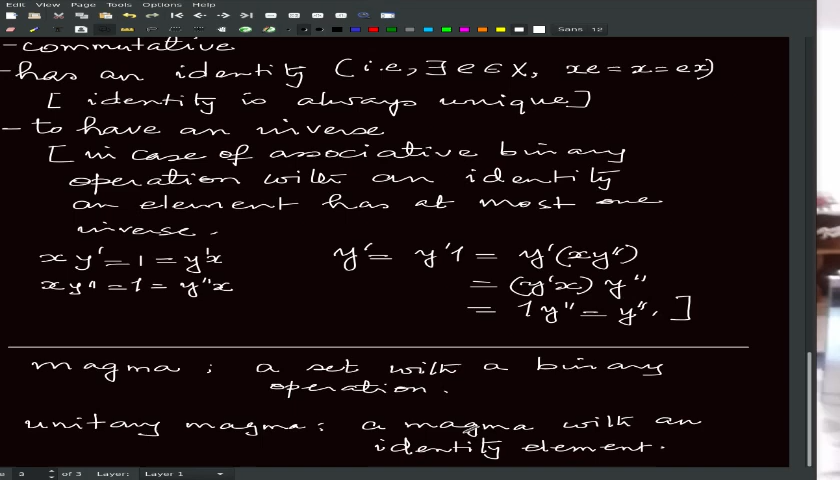 Edit View Page Tools Options Help
Sans 12
- commutative
- has an identity (i.e, ∃ e ∈ X, xe = x = ex)
[ identity is always unique]
- to have an inverse
[ in case of associative binary
operation with an identity
an element has at most one
inverse.
xy' = 1 = y'x
xy" = 1 = y"x
y' = y'1 = y'(xy")
= (y'x) y"
= 1y" = y". ]
magma : a set with a binary
operation.
unitary magma : a magma with an
identity element.
3 of 3 Layer: Layer 1